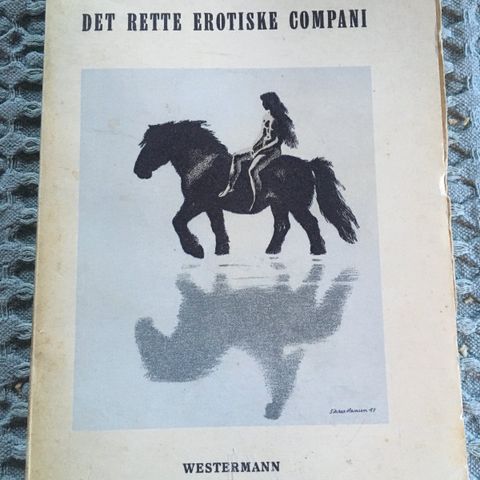 DET RETTE EROTISKE COMPANI
WESTERMANN